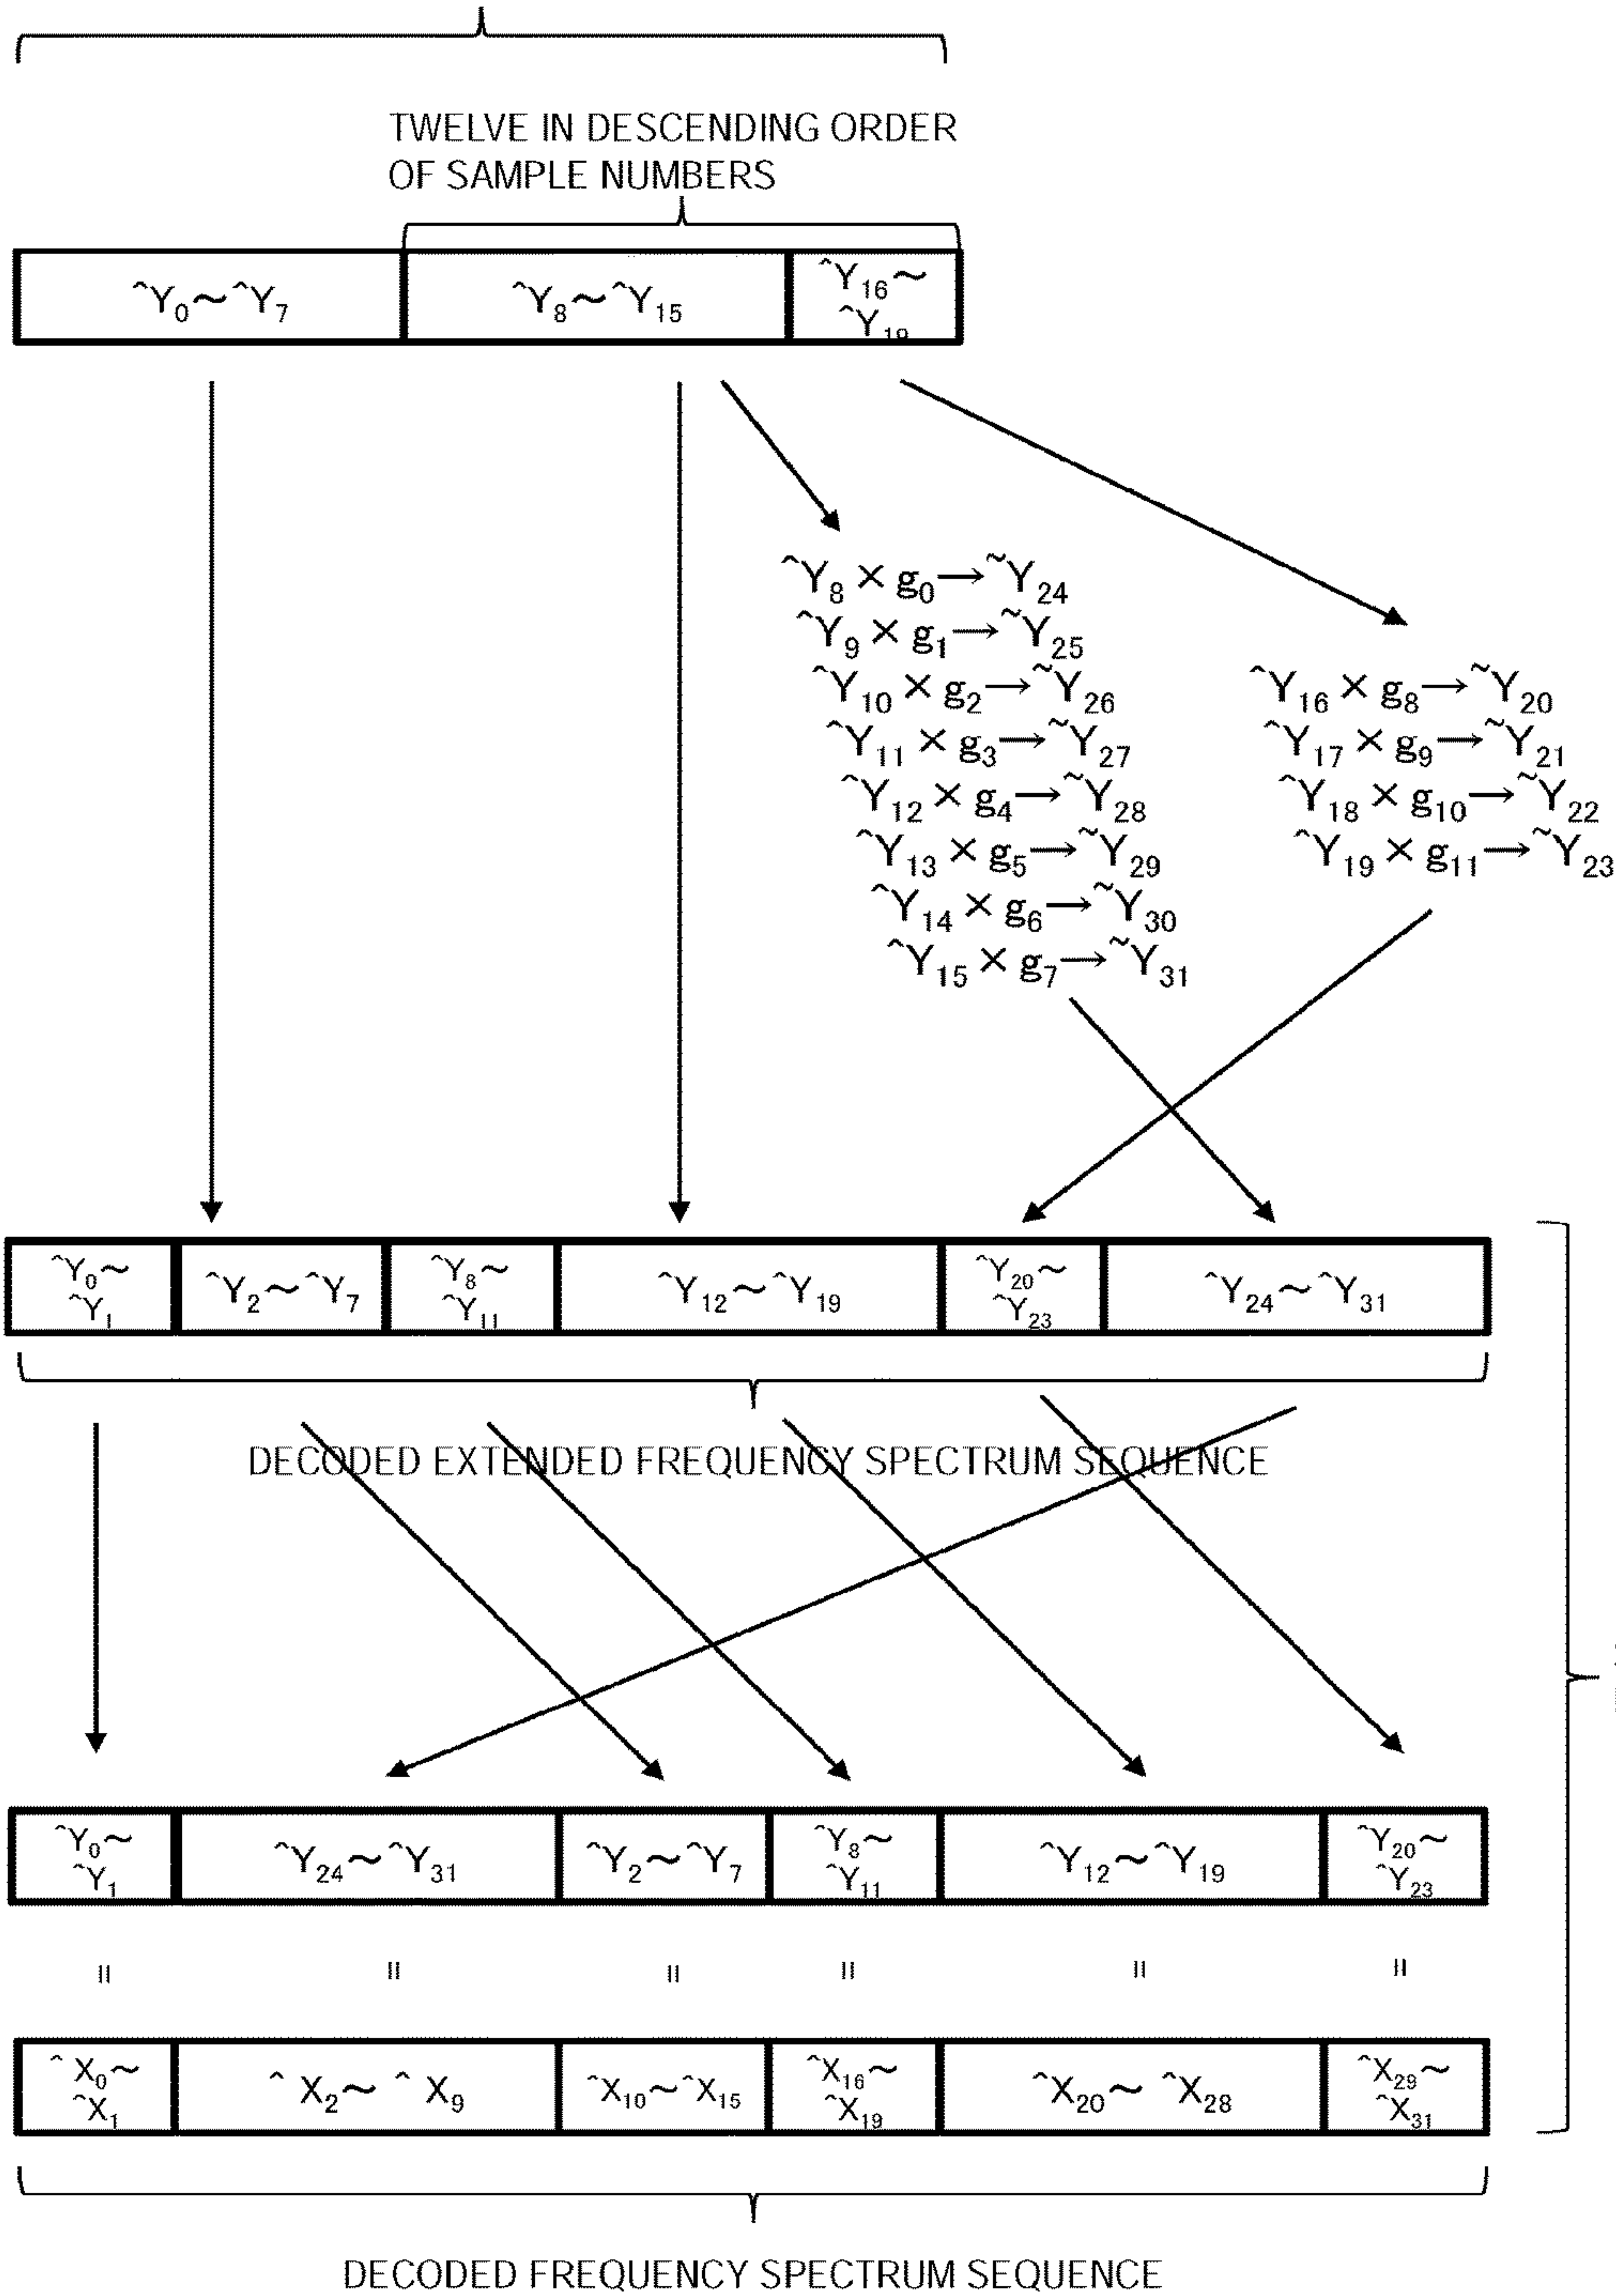 TWELVE IN DESCENDING ORDER
OF SAMPLE NUMBERS
^Y₀～^Y₇
^Y₈～^Y₁₅
^Y₁₆～
^Y₁₉
^Y₈ × g₀→~Y₂₄
^Y₉ × g₁→~Y₂₅
^Y₁₀ × g₂→~Y₂₆
^Y₁₁ × g₃→~Y₂₇
^Y₁₂ × g₄→~Y₂₈
^Y₁₃ × g₅→~Y₂₉
^Y₁₄ × g₆→~Y₃₀
^Y₁₅ × g₇→~Y₃₁
^Y₁₆ × g₈→~Y₂₀
^Y₁₇ × g₉→~Y₂₁
^Y₁₈ × g₁₀→~Y₂₂
^Y₁₉ × g₁₁→~Y₂₃
^Y₀～
^Y₁
^Y₂～^Y₇
^Y₈～
^Y₁₁
^Y₁₂～^Y₁₉
^Y₂₀～
^Y₂₃
^Y₂₄～^Y₃₁
DECODED EXTENDED FREQUENCY SPECTRUM SEQUENCE
^Y₀～
^Y₁
^Y₂₄～^Y₃₁
^Y₂～^Y₇
^Y₈～
^Y₁₁
^Y₁₂～^Y₁₉
^Y₂₀～
^Y₂₃
= = = = = =
^X₀～
^X₁
^X₂～^X₉
^X₁₀～^X₁₅
^X₁₆～
^X₁₉
^X₂₀～^X₂₈
^X₂₉～
^X₃₁
DECODED FREQUENCY SPECTRUM SEQUENCE